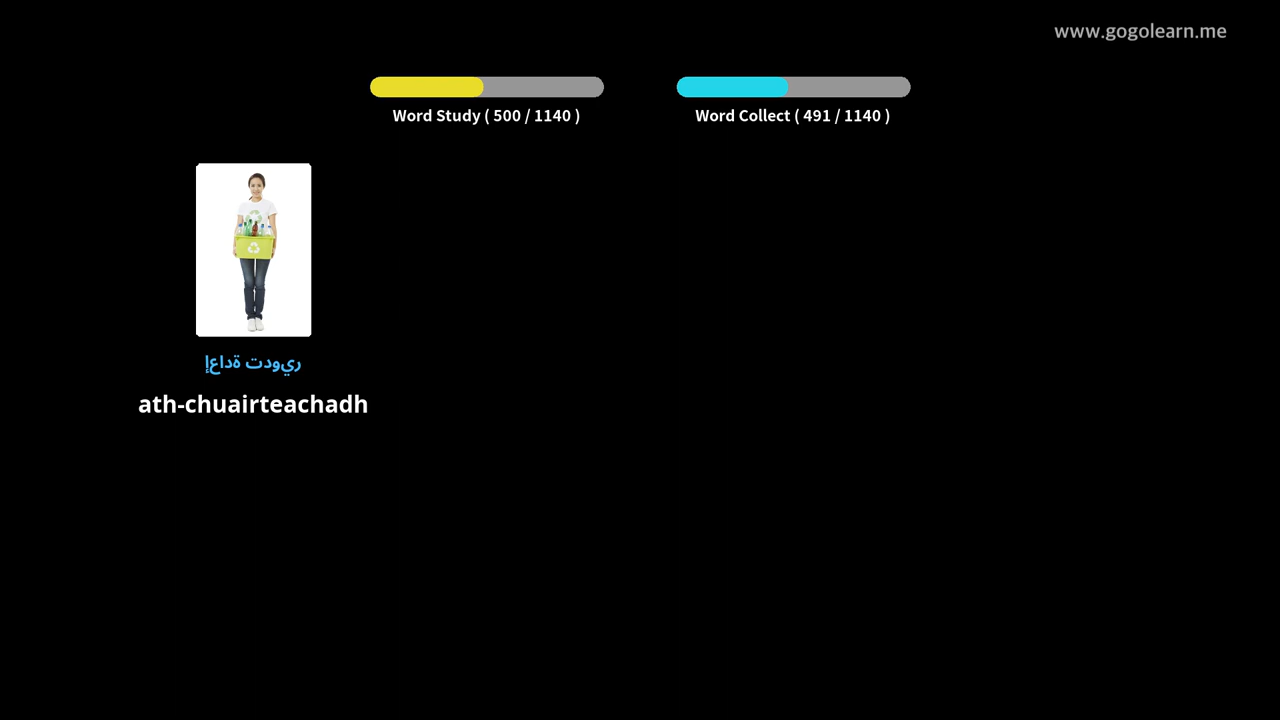 www.gogolearn.me
Word Study ( 500 / 1140 )
Word Collect ( 491 / 1140 )
إعادة تدوير
ath-chuairteachadh